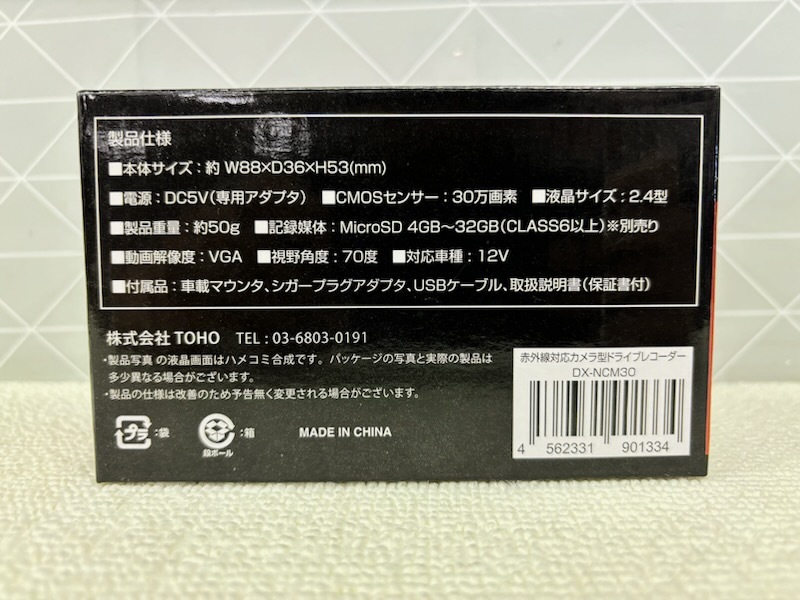 製品仕様
■本体サイズ：約 W88×D36×H53(mm)
■電源：DC5V（専用アダプタ） ■CMOSセンサー：30万画素 ■液晶サイズ：2.4型
■製品重量：約50g ■記録媒体：MicroSD 4GB〜32GB（CLASS6以上）※別売り
■動画解像度：VGA ■視野角度：70度 ■対応車種：12V
■付属品：車載マウンタ、シガープラグアダプタ、USBケーブル、取扱説明書（保証書付）
株式会社 TOHO TEL：03-6803-0191
・製品写真の液晶画面はハメコミ合成です。パッケージの写真と実際の製品は
多少異なる場合がございます。
・製品の仕様は改善のため予告無く変更される場合がございます。
プラ：袋
段ボール：箱
MADE IN CHINA
赤外線対応カメラ型ドライブレコーダー
DX-NCM30
4 562331 901334